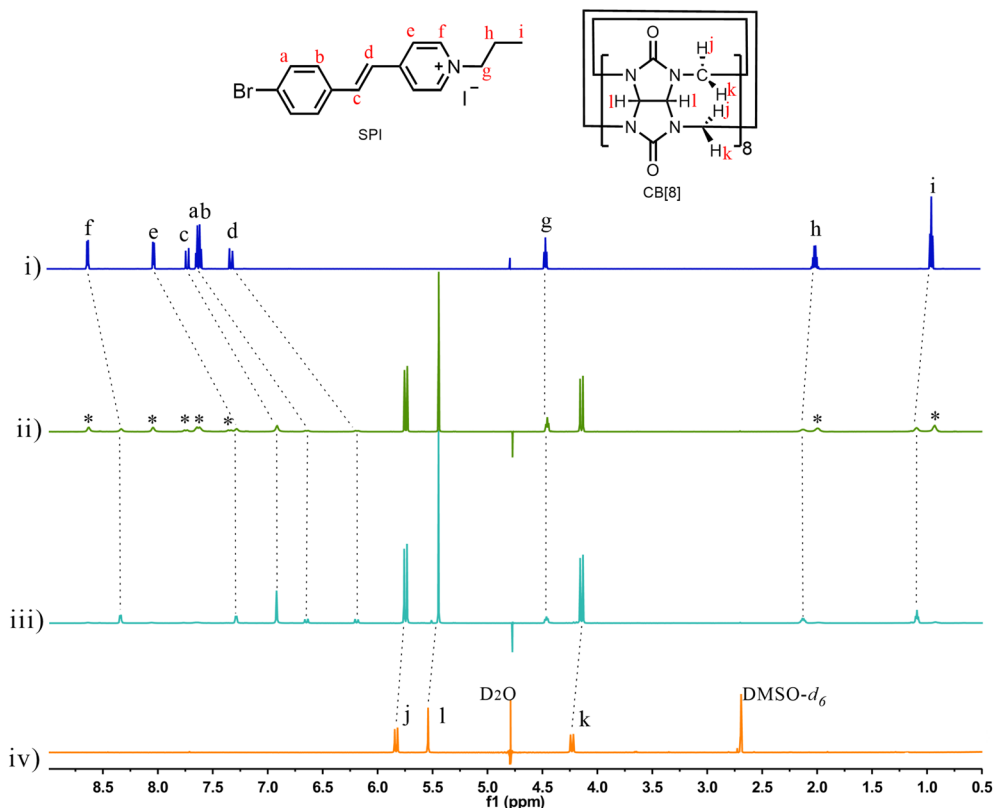 a b d e f h i
Br c N + g I −
SPI
O
H j
N N C
l H H l H k
H j
N N C
H k
8
O
CB[8]
f e c ab d g h i
i)
* * * * * * *
ii)
iii)
D2O DMSO-d6
j l k
iv)
8.5 8.0 7.5 7.0 6.5 6.0 5.5 5.0 4.5 4.0 3.5 3.0 2.5 2.0 1.5 1.0 0.5
f1 (ppm)